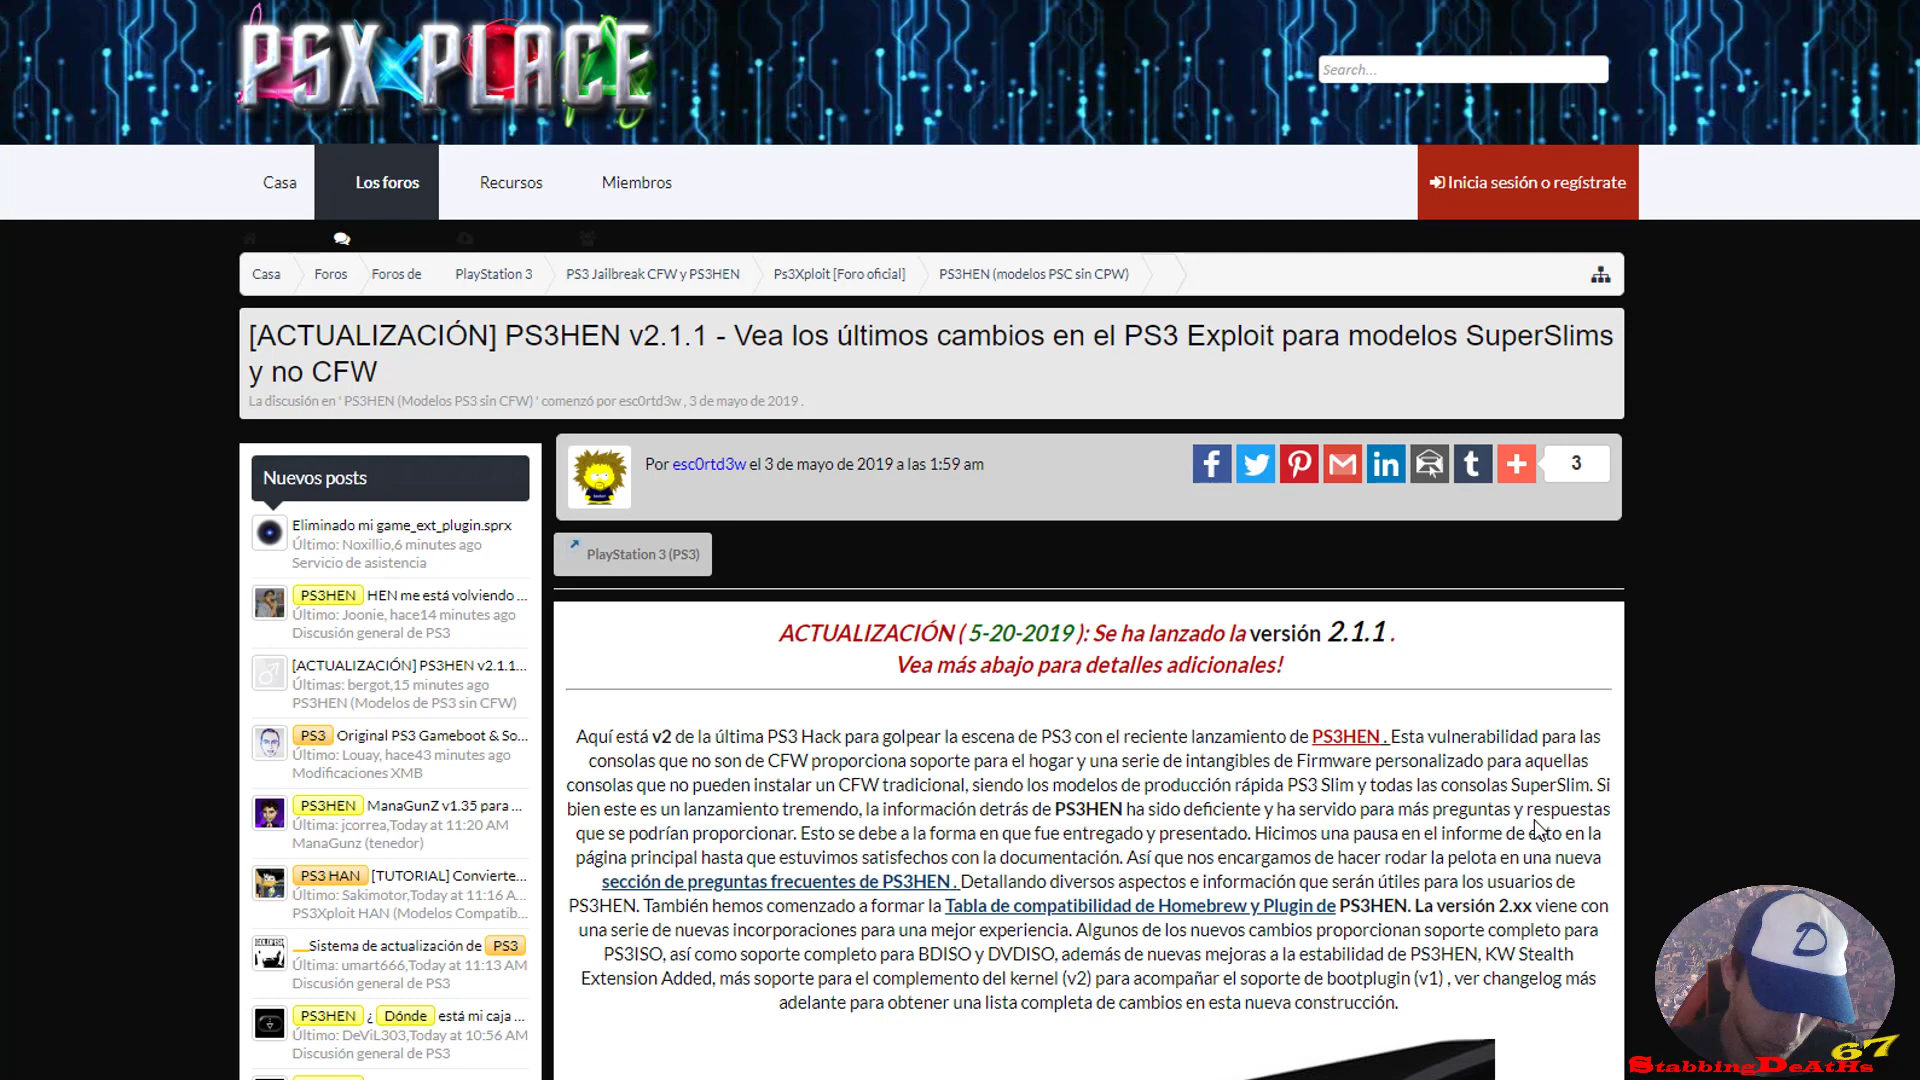 PSX PLACE
Search...
Casa
Los foros
Recursos
Miembros
Inicia sesión o regístrate
Casa
Foros
Foros de
PlayStation 3
PS3 Jailbreak CFW y PS3HEN
Ps3Xploit [Foro oficial]
PS3HEN (modelos PSC sin CPW)
[ACTUALIZACIÓN] PS3HEN v2.1.1 - Vea los últimos cambios en el PS3 Exploit para modelos SuperSlims
y no CFW
La discusión en ' PS3HEN (Modelos PS3 sin CFW) ' comenzó por esc0rtd3w , 3 de mayo de 2019 .
Nuevos posts
Eliminado mi game_ext_plugin.sprx
Último: Noxillio,6 minutes ago
Servicio de asistencia
PS3HEN HEN me está volviendo ...
Último: Joonie, hace14 minutes ago
Discusión general de PS3
[ACTUALIZACIÓN] PS3HEN v2.1.1...
Últimas: bergot,15 minutes ago
PS3HEN (Modelos de PS3 sin CFW)
PS3 Original PS3 Gameboot & So...
Último: Louay, hace43 minutes ago
Modificaciones XMB
PS3HEN ManaGunZ v1.35 para ...
Última: jcorrea,Today at 11:20 AM
ManaGunz (tenedor)
PS3 HAN [TUTORIAL] Convierte...
Último: Sakimotor,Today at 11:16 A...
PS3Xploit HAN (Modelos Compatib...
__Sistema de actualización de PS3
Última: umart666,Today at 11:13 AM
Discusión general de PS3
PS3HEN ¿ Dónde está mi caja ...
Último: DeViL303,Today at 10:56 AM
Discusión general de PS3
Por esc0rtd3w el 3 de mayo de 2019 a las 1:59 am
3
PlayStation 3 (PS3)
ACTUALIZACIÓN ( 5-20-2019 ): Se ha lanzado la versión 2.1.1 .
Vea más abajo para detalles adicionales!
Aquí está v2 de la última PS3 Hack para golpear la escena de PS3 con el reciente lanzamiento de PS3HEN . Esta vulnerabilidad para las
consolas que no son de CFW proporciona soporte para el hogar y una serie de intangibles de Firmware personalizado para aquellas
consolas que no pueden instalar un CFW tradicional, siendo los modelos de producción rápida PS3 Slim y todas las consolas SuperSlim. Si
bien este es un lanzamiento tremendo, la información detrás de PS3HEN ha sido deficiente y ha servido para más preguntas y respuestas
que se podrían proporcionar. Esto se debe a la forma en que fue entregado y presentado. Hicimos una pausa en el informe de esto en la
página principal hasta que estuvimos satisfechos con la documentación. Así que nos encargamos de hacer rodar la pelota en una nueva
sección de preguntas frecuentes de PS3HEN . Detallando diversos aspectos e información que serán útiles para los usuarios de
PS3HEN. También hemos comenzado a formar la Tabla de compatibilidad de Homebrew y Plugin de PS3HEN. La versión 2.xx viene con
una serie de nuevas incorporaciones para una mejor experiencia. Algunos de los nuevos cambios proporcionan soporte completo para
PS3ISO, así como soporte completo para BDISO y DVDISO, además de nuevas mejoras a la estabilidad de PS3HEN, KW Stealth
Extension Added, más soporte para el complemento del kernel (v2) para acompañar el soporte de bootplugin (v1) , ver changelog más
adelante para obtener una lista completa de cambios en esta nueva construcción.
StabbingDeAtHs 67